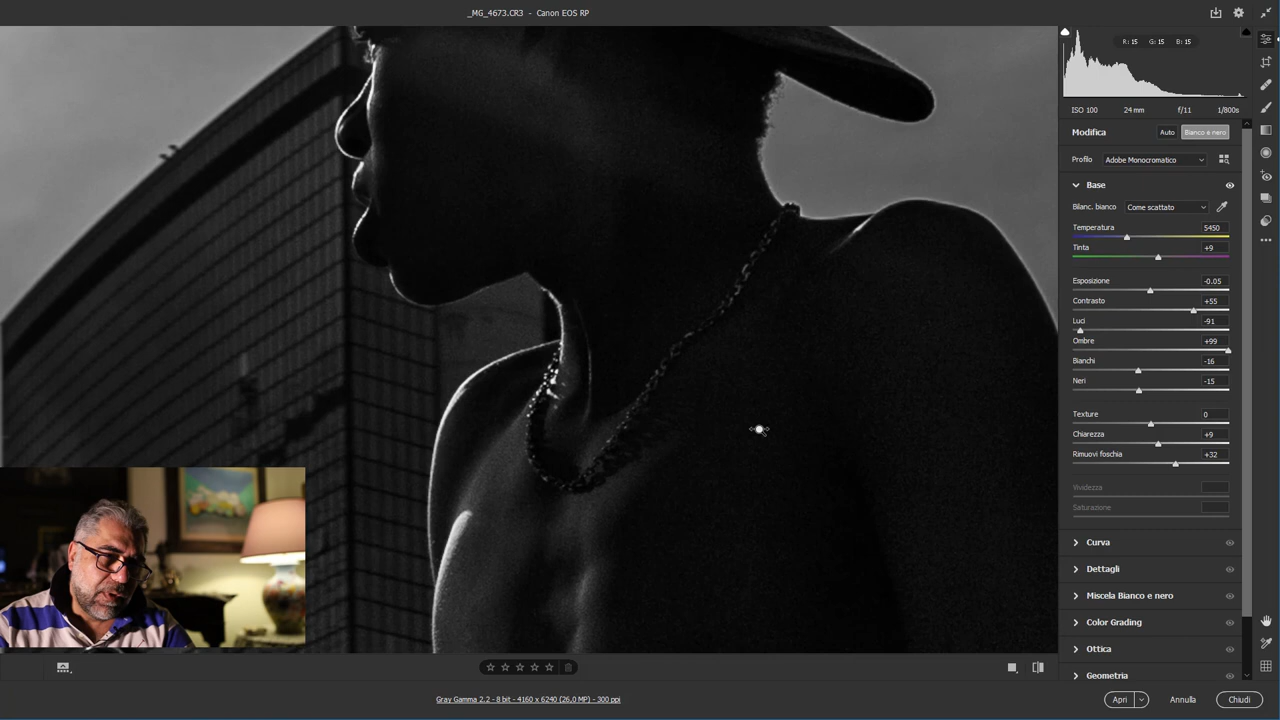 _MG_4673.CR3 - Canon EOS RP
R: 15 G: 15 B: 15
ISO 100 24 mm f/11 1/800s
Modifica Auto Bianco e nero
Profilo Adobe Monocromatico
Base
Bilanc. bianco Come scattato
Temperatura 5450
Tinta +9
Esposizione -0.05
Contrasto +55
Luci -91
Ombre +99
Bianchi -16
Neri -15
Texture 0
Chiarezza +9
Rimuovi foschia +32
Vividezza
Saturazione
Curva
Dettagli
Miscela Bianco e nero
Color Grading
Ottica
Geometria
Gray Gamma 2.2 - 8 bit - 4160 x 6240 (26,0 MP) - 300 ppi
Apri Annulla Chiudi